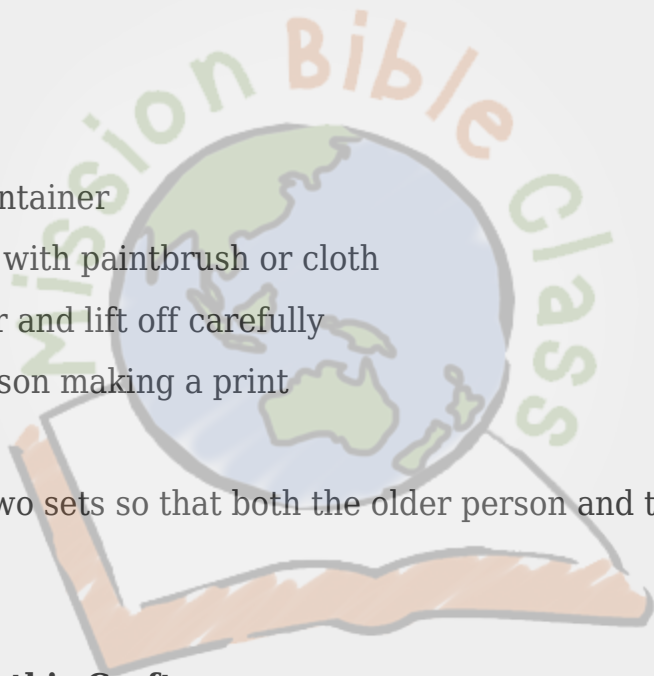 Mission Bible Class
ntainer
with paintbrush or cloth
r and lift off carefully
son making a print
wo sets so that both the older person and t